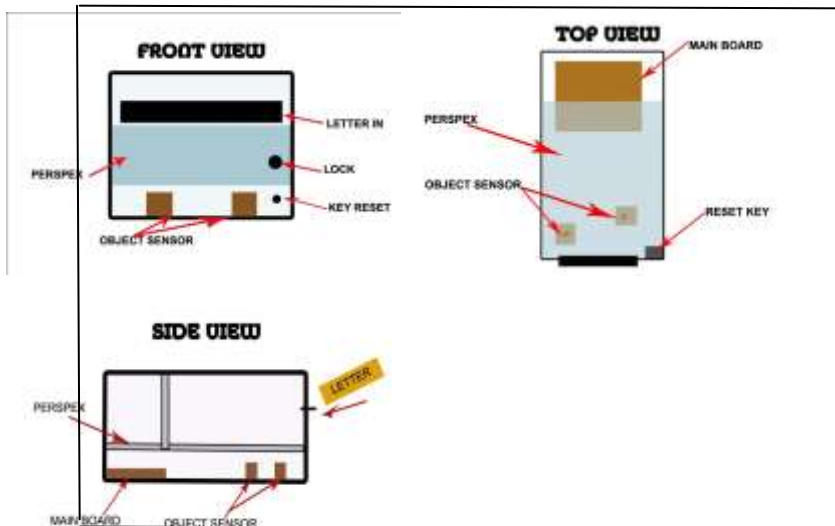 FRONT VIEW
LETTER IN
PERSPEX
LOCK
KEY RESET
OBJECT SENSOR
TOP VIEW
MAIN BOARD
PERSPEX
OBJECT SENSOR
RESET KEY
SIDE VIEW
LETTER
PERSPEX
MAIN BOARD
OBJECT SENSOR